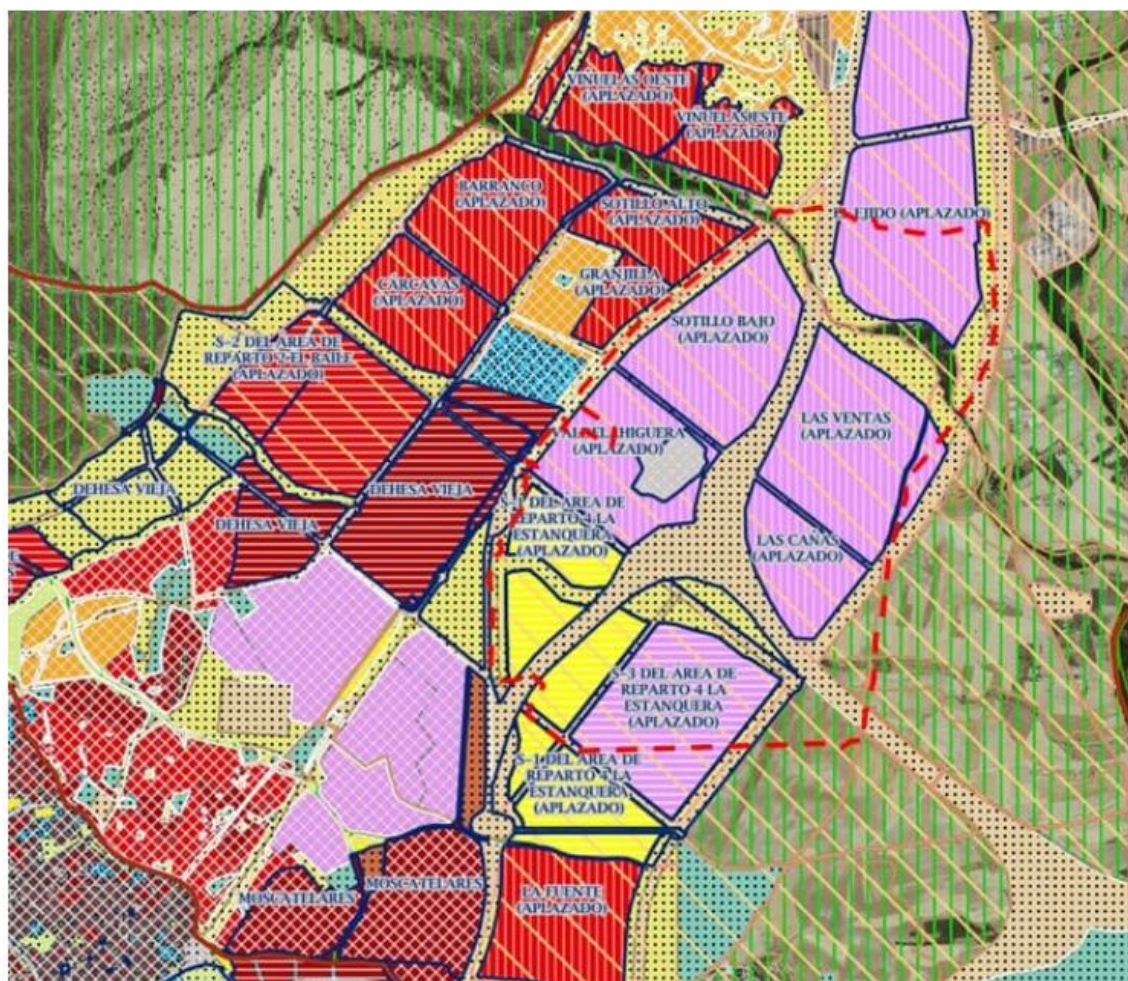 VIÑUELAS OESTE
(APLAZADO)
VIÑUELAS ESTE
(APLAZADO)
BARRANCO
(APLAZADO)
SOTILLO ALTO
(APLAZADO)
EJIDO (APLAZADO)
CÁRCAVAS
(APLAZADO)
GRANJILLA
(APLAZADO)
SOTILLO BAJO
(APLAZADO)
S-2 DEL ÁREA DE
REPARTO 2 EL BAILE
(APLAZADO)
LAS VENTAS
(APLAZADO)
(APLAZADO)
DEHESA VIEJA
DEHESA VIEJA
DEHESA VIEJA
S-1 DEL ÁREA DE
REPARTO 4 LA
ESTANQUERA
(APLAZADO)
LAS CAÑAS
(APLAZADO)
S-3 DEL ÁREA DE
REPARTO 4 LA
ESTANQUERA
(APLAZADO)
S-1 DEL ÁREA DE
REPARTO 4 LA
ESTANQUERA
(APLAZADO)
MOSCATELARES
MOSCATELARES
LA FUENTE
(APLAZADO)